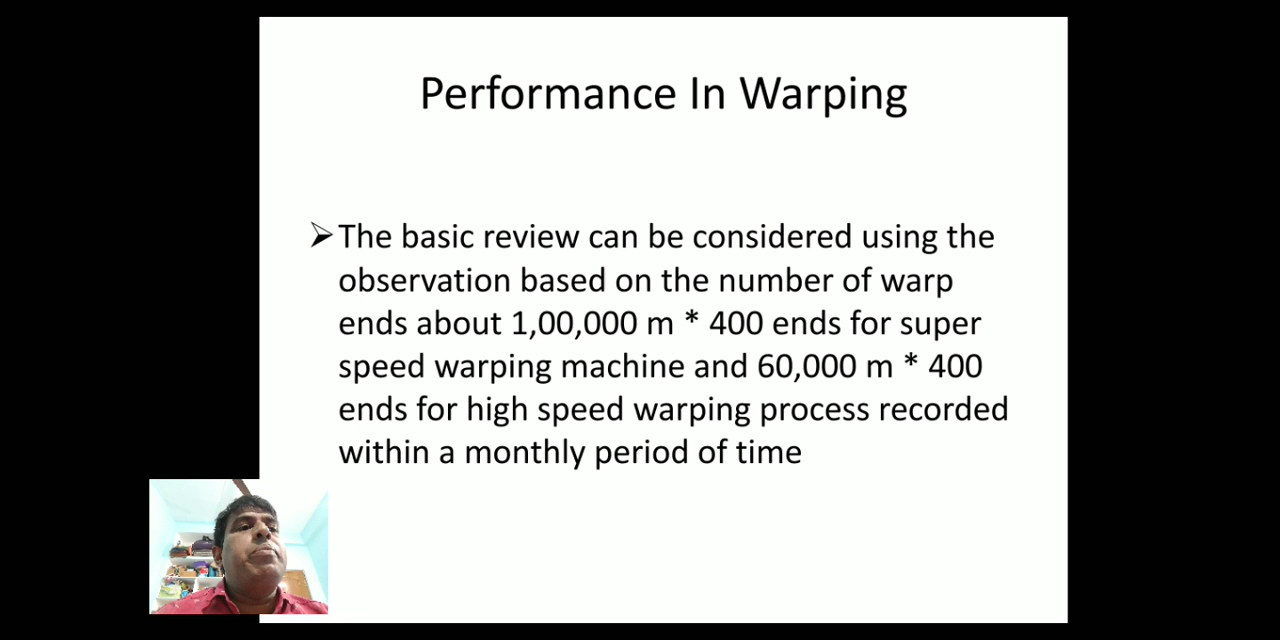 Performance In Warping
The basic review can be considered using the
observation based on the number of warp
ends about 1,00,000 m * 400 ends for super
speed warping machine and 60,000 m * 400
ends for high speed warping process recorded
within a monthly period of time